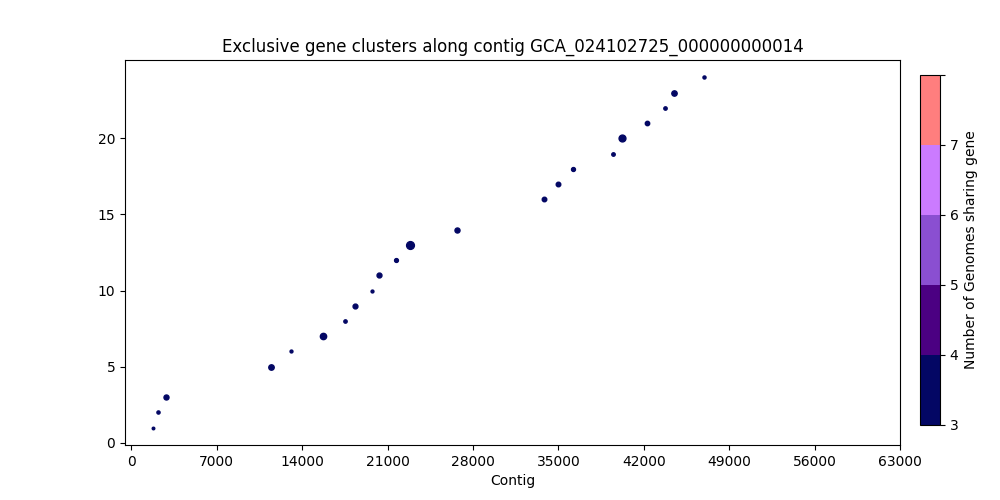 Exclusive gene clusters along contig GCA_024102725_000000000014
20
15
10
5
0
0 7000 14000 21000 28000 35000 42000 49000 56000 63000
Contig
7
6
5
4
3
Number of Genomes sharing gene